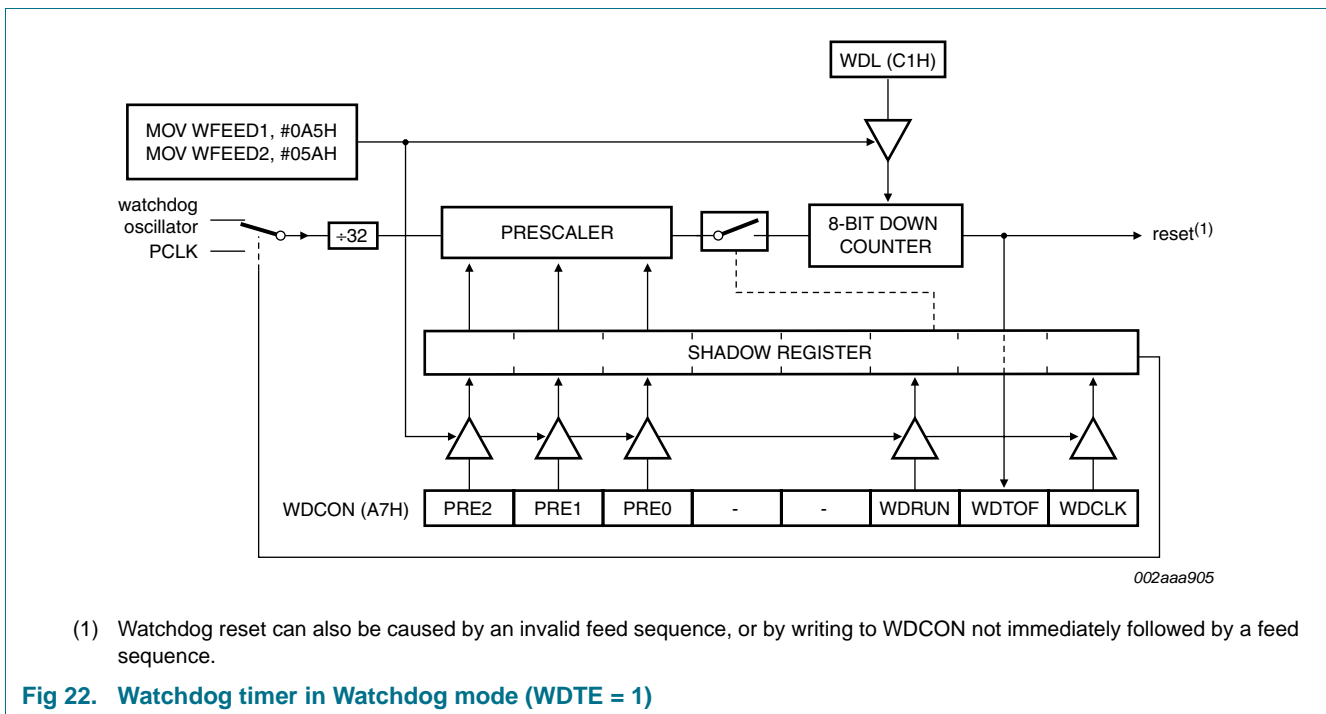 WDL (C1H)
MOV WFEED1, #0A5H
MOV WFEED2, #05AH
watchdog
oscillator
PCLK
÷32
PRESCALER
8-BIT DOWN
COUNTER
reset(1)
SHADOW REGISTER
WDCON (A7H)
PRE2
PRE1
PRE0
-
-
WDRUN
WDTOF
WDCLK
002aaa905
(1) Watchdog reset can also be caused by an invalid feed sequence, or by writing to WDCON not immediately followed by a feed
sequence.
Fig 22. Watchdog timer in Watchdog mode (WDTE = 1)